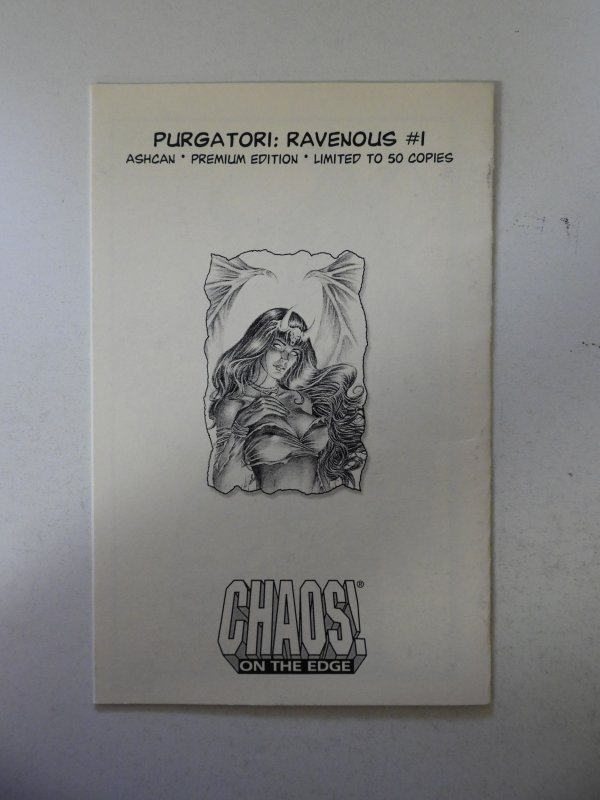 PURGATORI: RAVENOUS #1
ASHCAN • PREMIUM EDITION • LIMITED TO 50 COPIES
CHAOS!®
ON THE EDGE